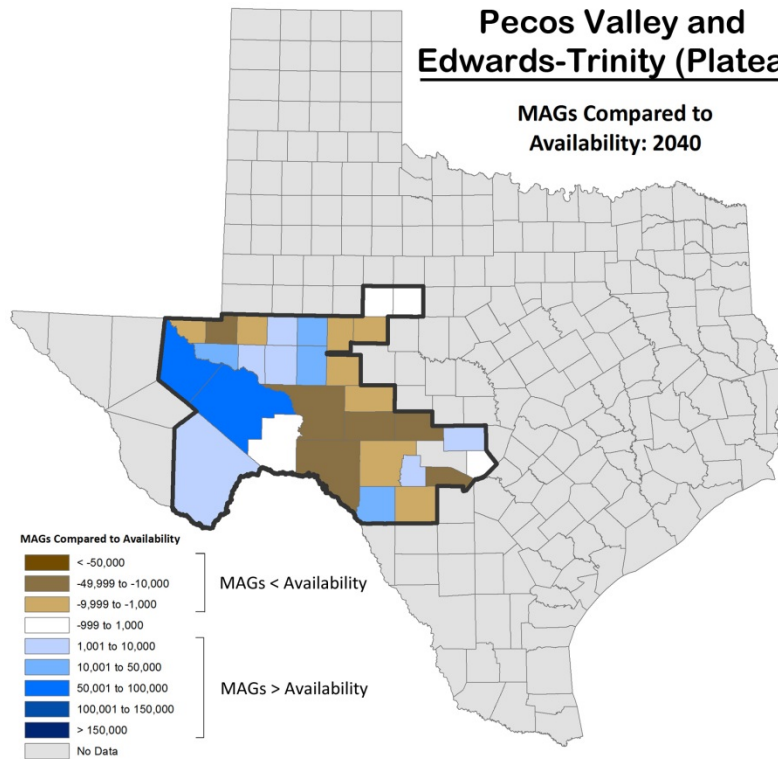 Pecos Valley and
Edwards-Trinity (Platea
MAGs Compared to
Availability: 2040
MAGs Compared to Availability
< -50,000
-49,999 to -10,000
-9,999 to -1,000
-999 to 1,000
1,001 to 10,000
10,001 to 50,000
50,001 to 100,000
100,001 to 150,000
> 150,000
No Data
MAGs < Availability
MAGs > Availability